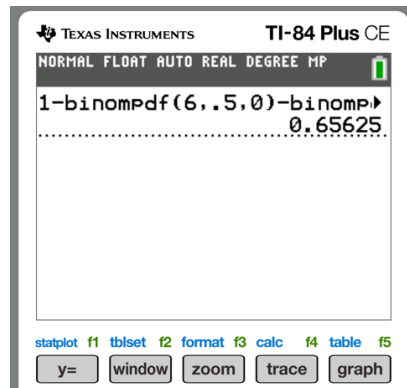 TEXAS INSTRUMENTS TI-84 Plus CE
NORMAL FLOAT AUTO REAL DEGREE MP
1-binompdf(6,.5,0)-binomp
0.65625
statplot f1 tblset f2 format f3 calc f4 table f5
y= window zoom trace graph